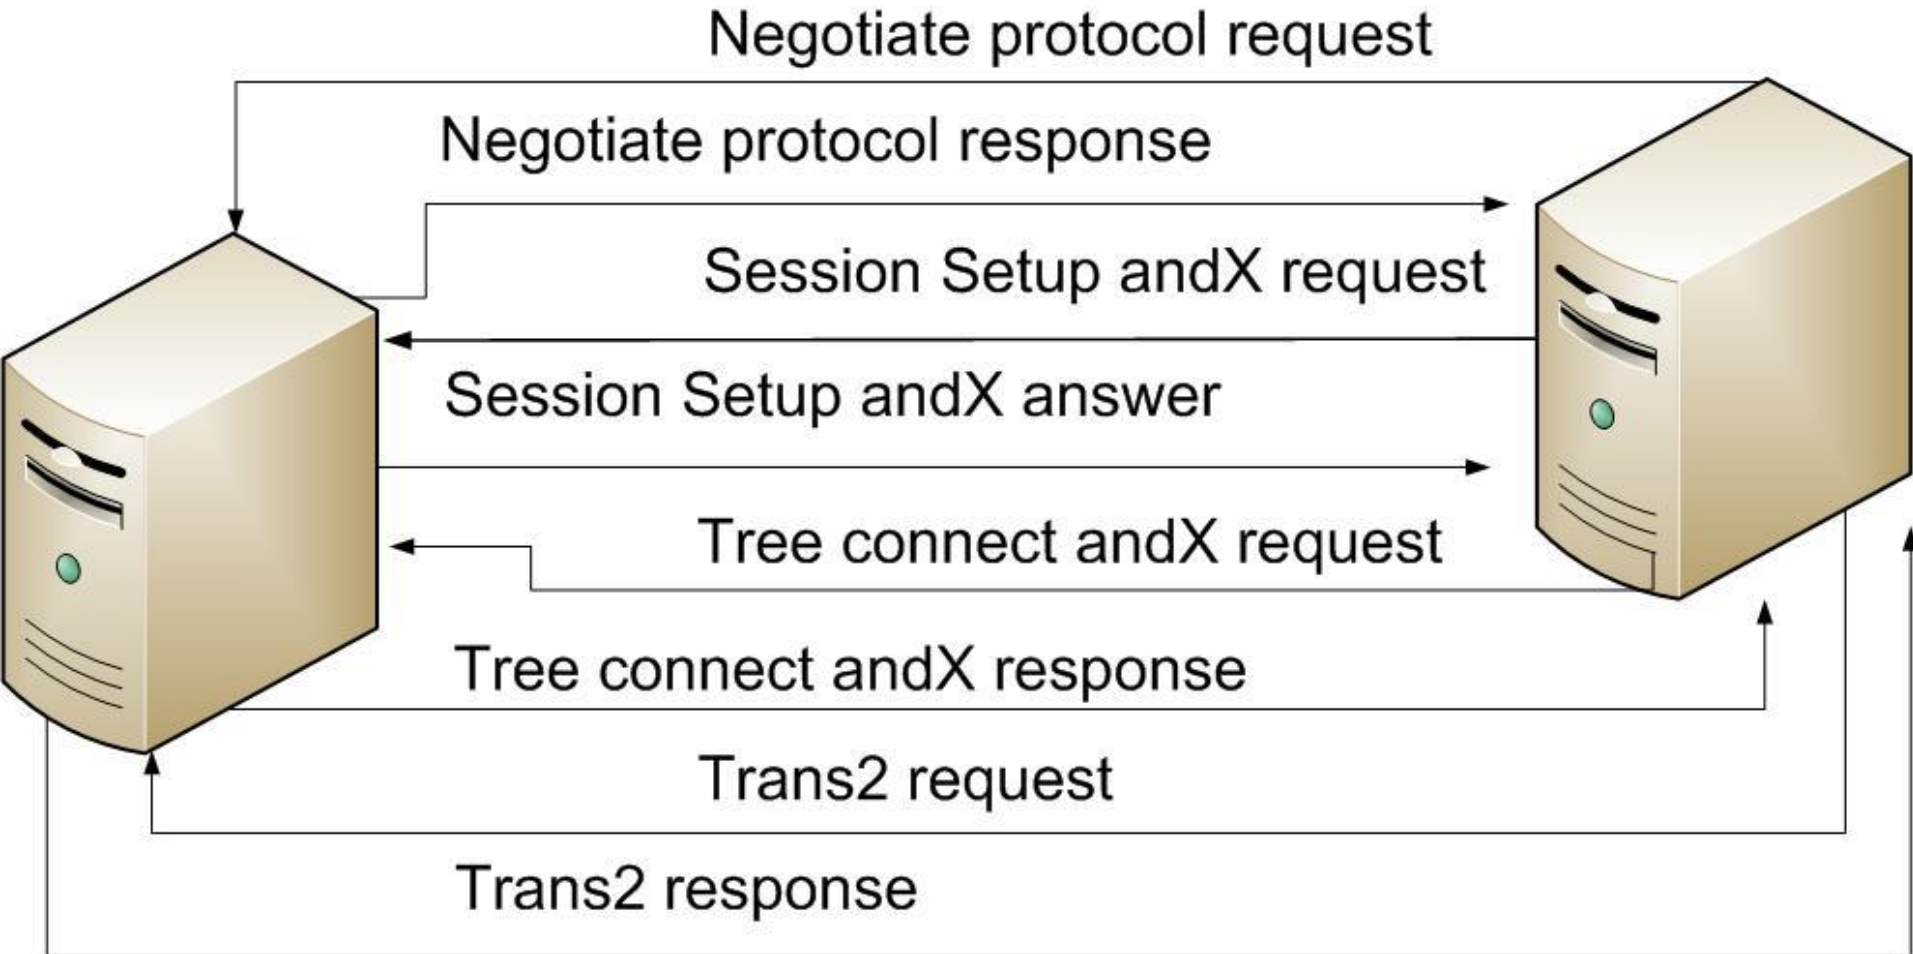 Negotiate protocol request
Negotiate protocol response
Session Setup andX request
Session Setup andX answer
Tree connect andX request
Tree connect andX response
Trans2 request
Trans2 response